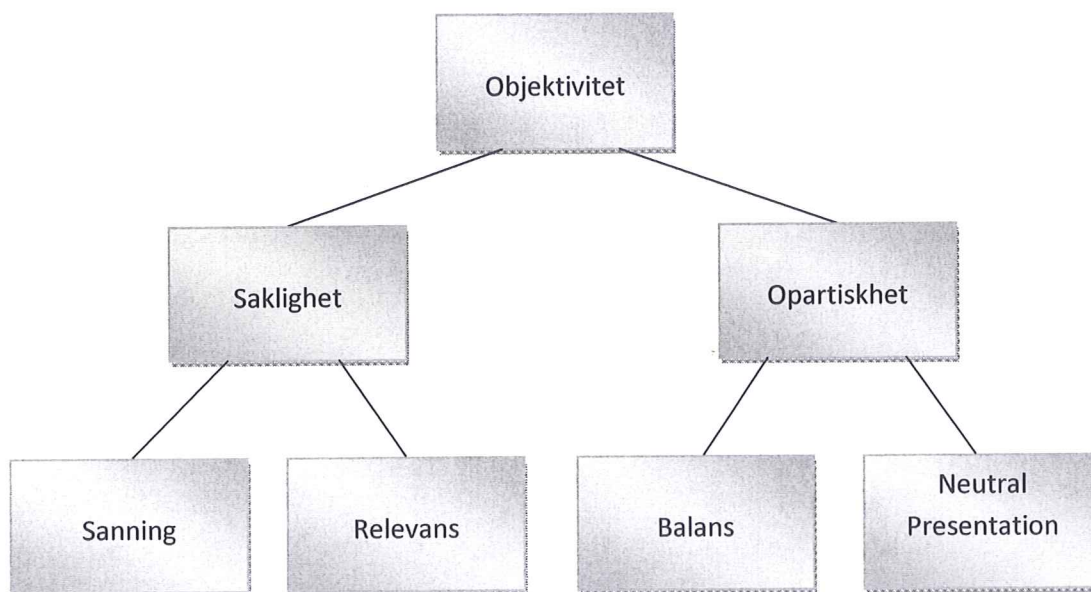 Objektivitet
Saklighet
Opartiskhet
Sanning
Relevans
Balans
Neutral
Presentation